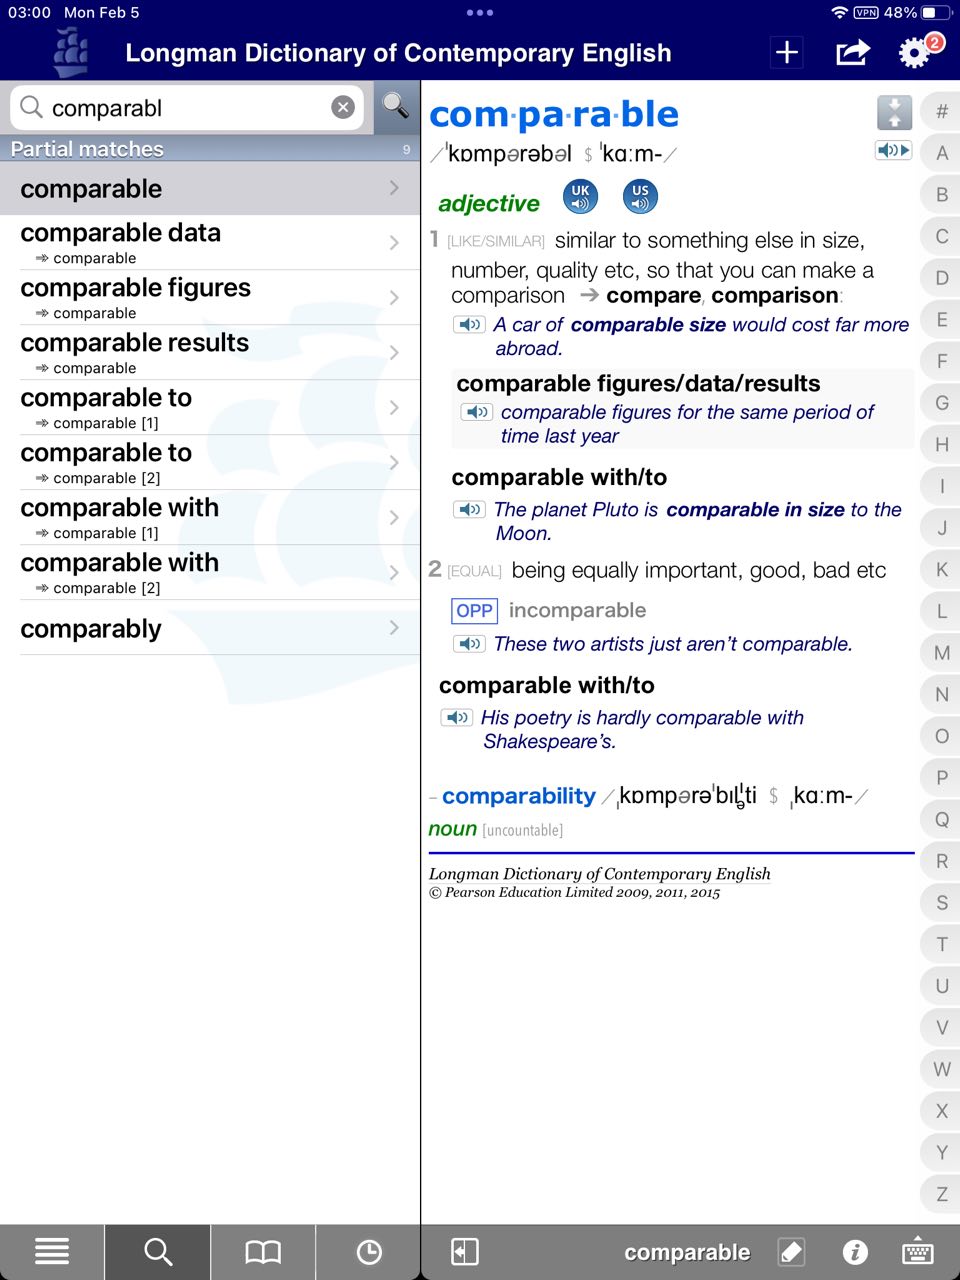 03:00 Mon Feb 5
VPN 48%
Longman Dictionary of Contemporary English
2
comparabl
Partial matches 9
comparable
comparable data
⇒ comparable
comparable figures
⇒ comparable
comparable results
⇒ comparable
comparable to
⇒ comparable [1]
comparable to
⇒ comparable [2]
comparable with
⇒ comparable [1]
comparable with
⇒ comparable [2]
comparably
com·pa·ra·ble
/ˈkɒmpərəbəl $ ˈkɑːm-/
adjective UK US
1 [LIKE/SIMILAR] similar to something else in size,
number, quality etc, so that you can make a
comparison → compare, comparison:
A car of comparable size would cost far more
abroad.
comparable figures/data/results
comparable figures for the same period of
time last year
comparable with/to
The planet Pluto is comparable in size to the
Moon.
2 [EQUAL] being equally important, good, bad etc
OPP incomparable
These two artists just aren't comparable.
comparable with/to
His poetry is hardly comparable with
Shakespeare's.
– comparability /ˌkɒmpərəˈbɪləti $ ˌkɑːm-/
noun [uncountable]
Longman Dictionary of Contemporary English
© Pearson Education Limited 2009, 2011, 2015
#
A
B
C
D
E
F
G
H
I
J
K
L
M
N
O
P
Q
R
S
T
U
V
W
X
Y
Z
comparable